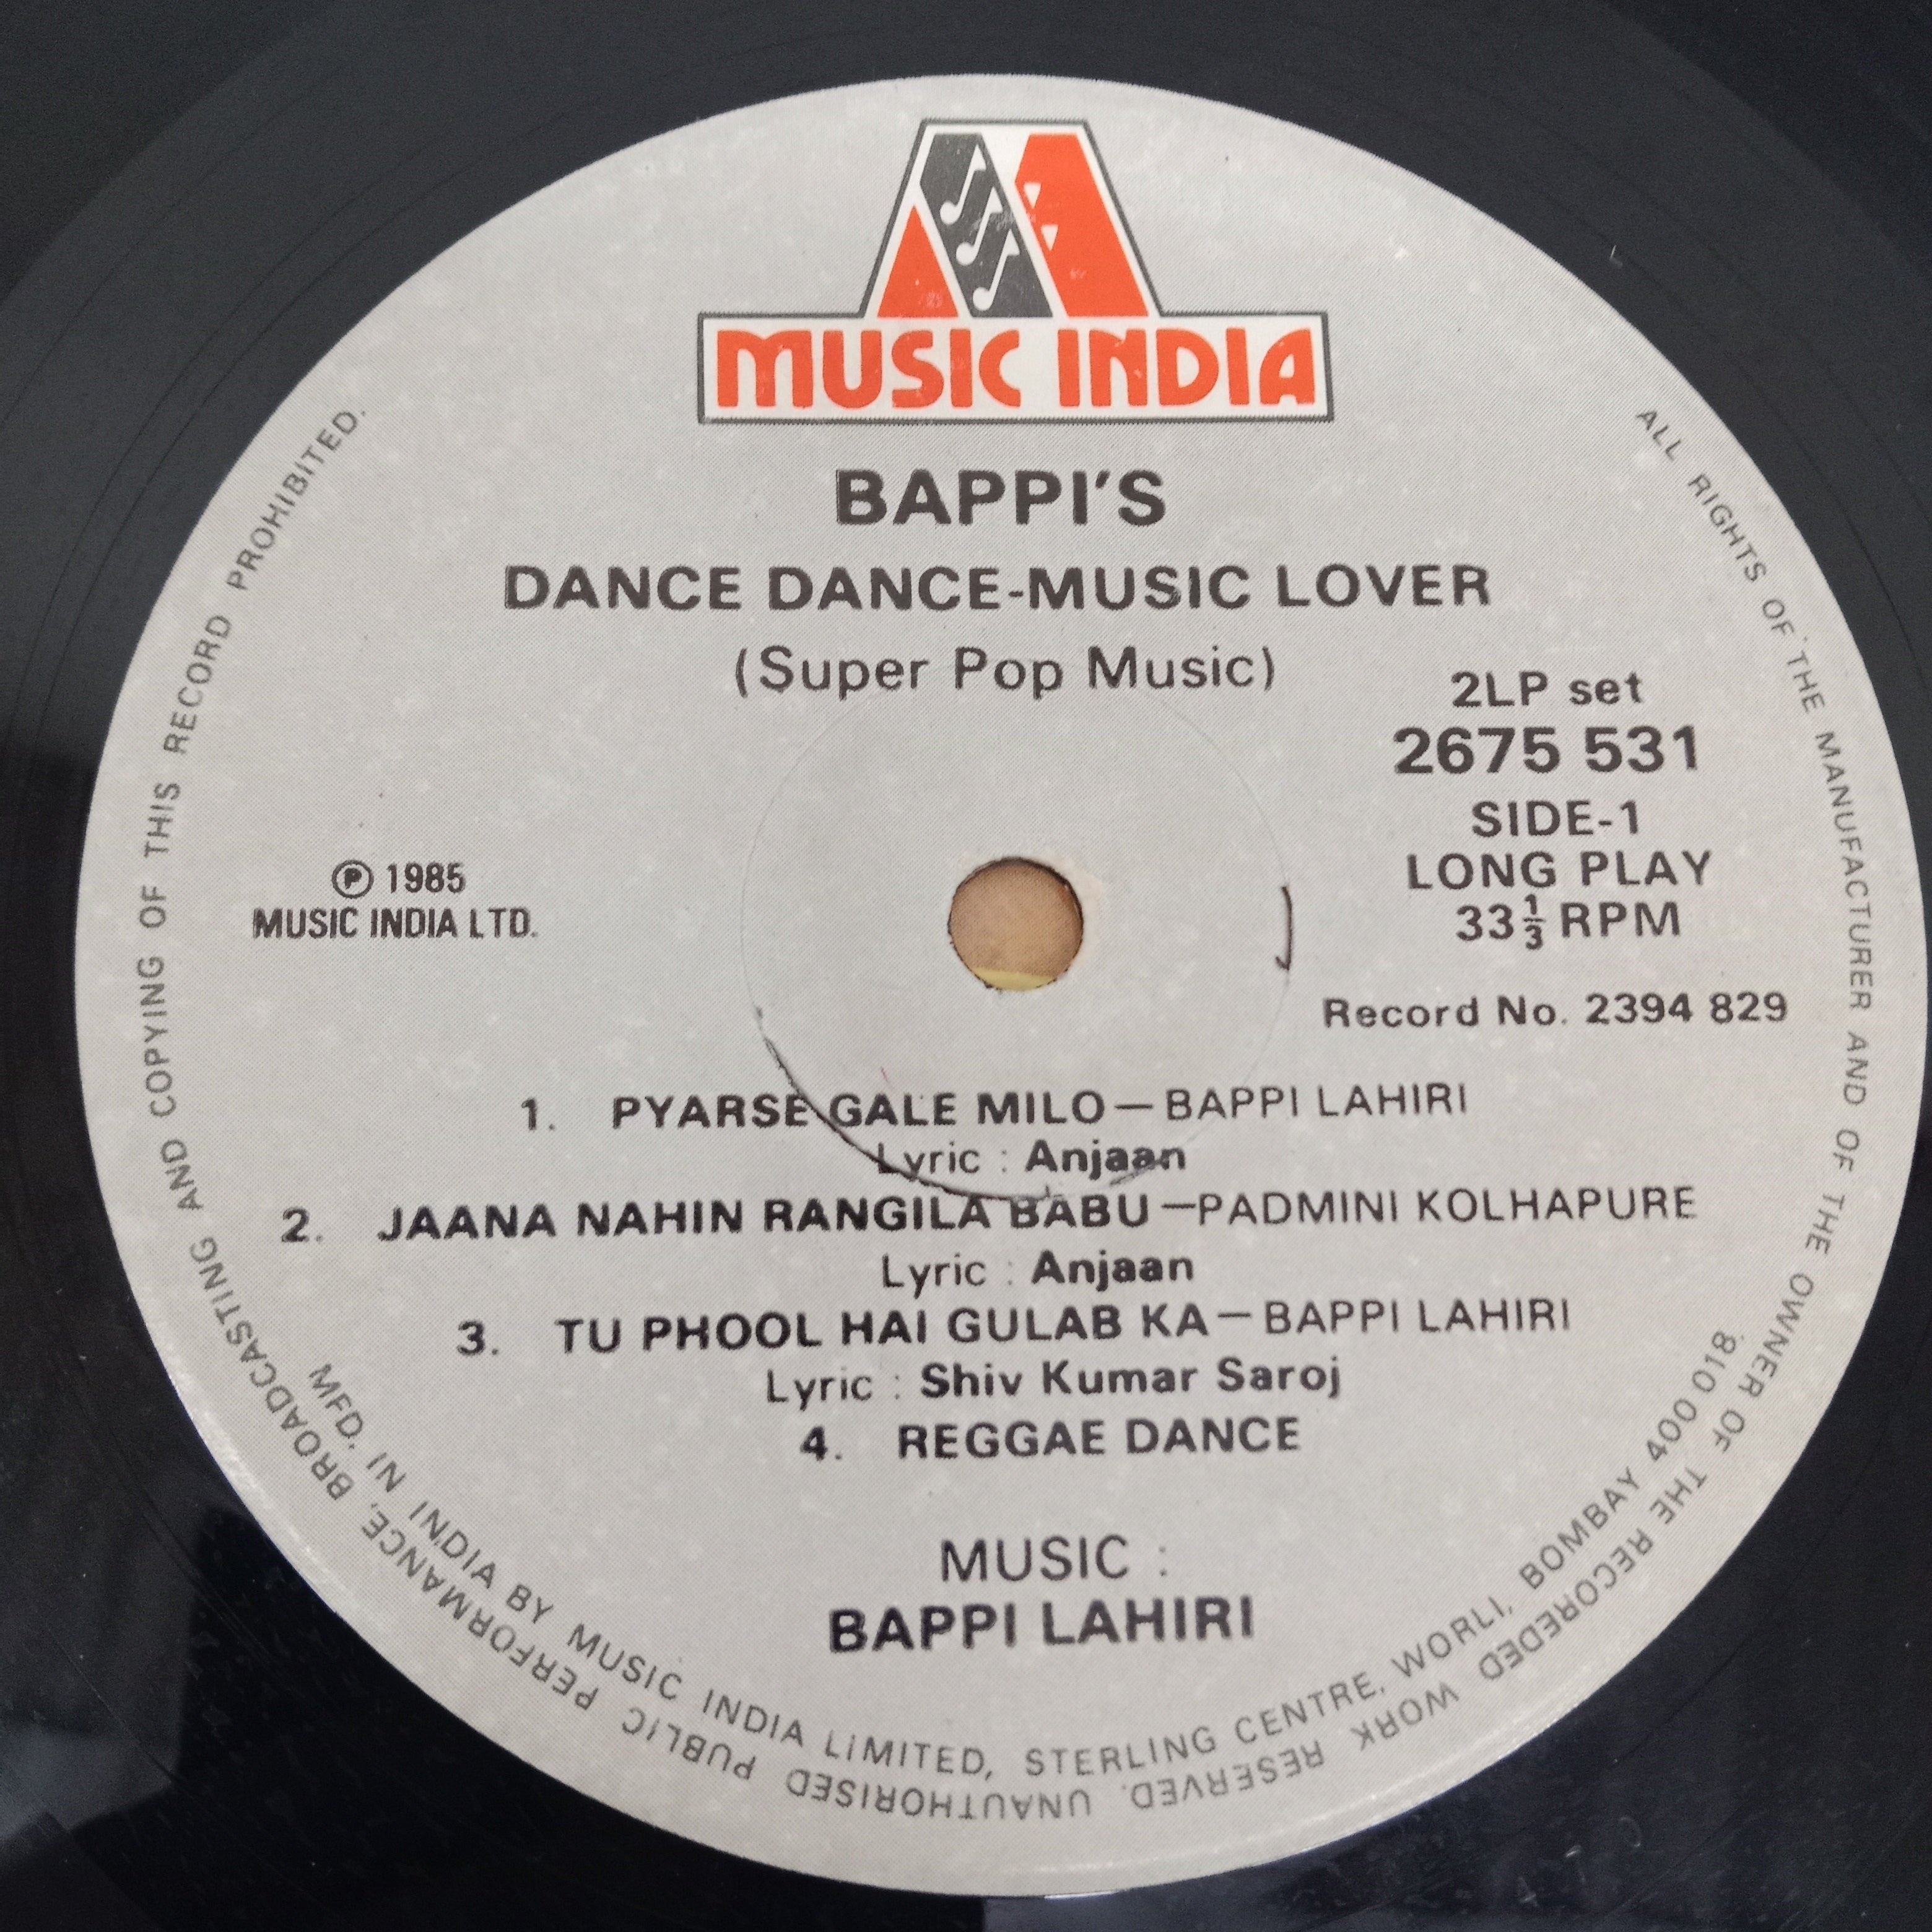 MUSIC INDIA
BAPPI'S
DANCE DANCE-MUSIC LOVER
(Super Pop Music)
2LP set
2675 531
SIDE-1
LONG PLAY
33⅓ RPM
Ⓟ 1985
MUSIC INDIA LTD.
Record No. 2394 829
1. PYARSE GALE MILO — BAPPI LAHIRI
Lyric : Anjaan
2. JAANA NAHIN RANGILA BABU — PADMINI KOLHAPURE
Lyric : Anjaan
3. TU PHOOL HAI GULAB KA — BAPPI LAHIRI
Lyric : Shiv Kumar Saroj
4. REGGAE DANCE
MUSIC :
BAPPI LAHIRI
MFD. IN INDIA BY MUSIC INDIA LIMITED, STERLING CENTRE, WORLI, BOMBAY 400 018.
ALL RIGHTS OF THE MANUFACTURER AND OF THE OWNER OF THE RECOREDED WORK RESERVED. UNAUTHORISED PUBLIC PERFORMANCE, BROADCASTING AND COPYING OF THIS RECORD PROHIBITED.